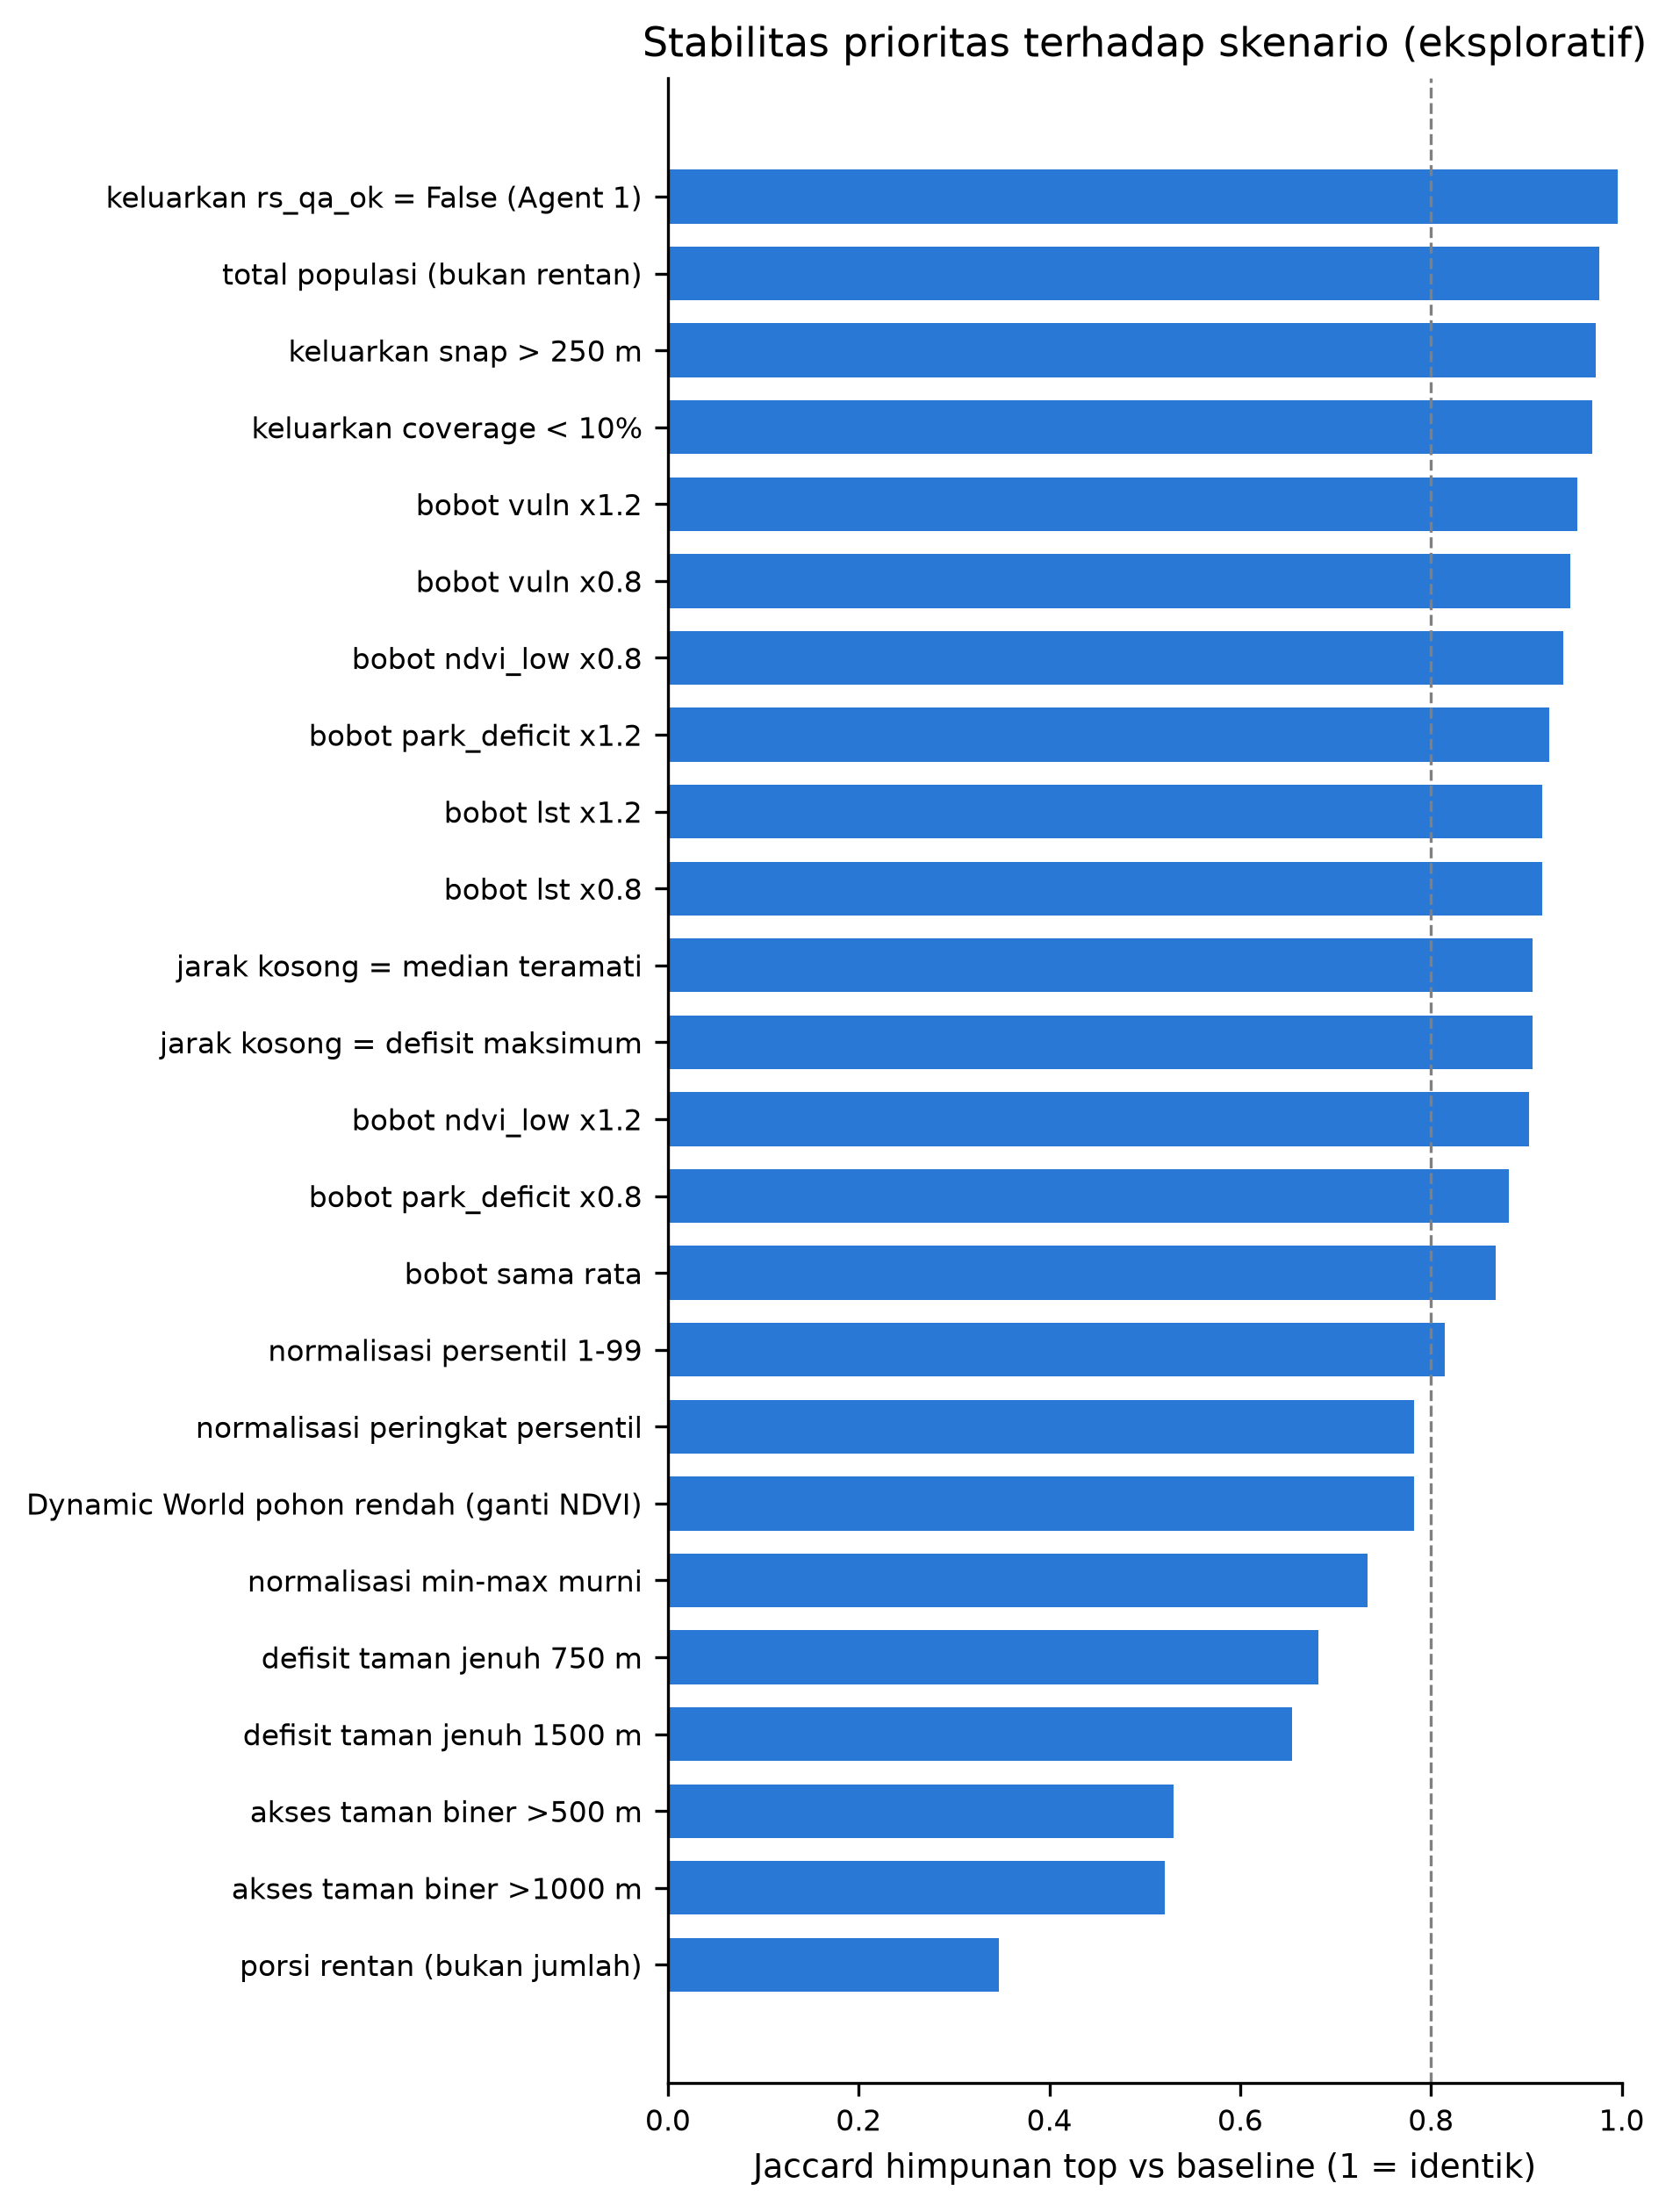 Stabilitas prioritas terhadap skenario (eksploratif)
keluarkan rs_qa_ok = False (Agent 1)
total populasi (bukan rentan)
keluarkan snap > 250 m
keluarkan coverage < 10%
bobot vuln x1.2
bobot vuln x0.8
bobot ndvi_low x0.8
bobot park_deficit x1.2
bobot lst x1.2
bobot lst x0.8
jarak kosong = median teramati
jarak kosong = defisit maksimum
bobot ndvi_low x1.2
bobot park_deficit x0.8
bobot sama rata
normalisasi persentil 1-99
normalisasi peringkat persentil
Dynamic World pohon rendah (ganti NDVI)
normalisasi min-max murni
defisit taman jenuh 750 m
defisit taman jenuh 1500 m
akses taman biner >500 m
akses taman biner >1000 m
porsi rentan (bukan jumlah)
0.0 0.2 0.4 0.6 0.8 1.0
Jaccard himpunan top vs baseline (1 = identik)